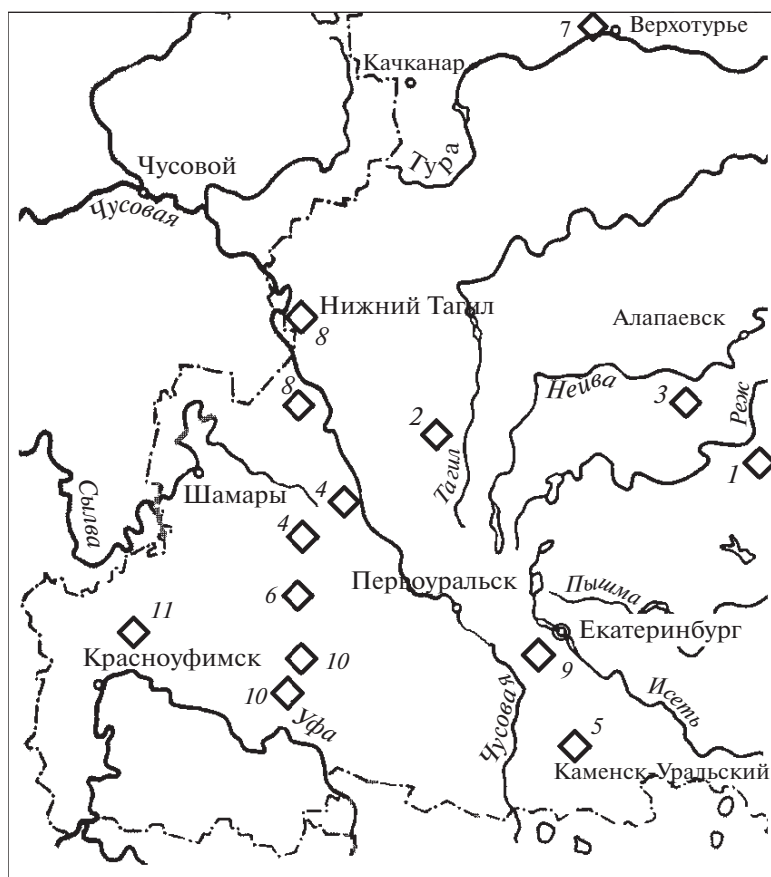 7 Верхотурье
Качканар
Тура
Чусовой
Чусовая
Нижний Тагил
8
Алапаевск
Нейва
3
Реж
8
2
Тагил
1
Сылва
Шамары
4
4
Первоуральск
Пышма
6
11
Екатеринбург
Красноуфимск
10
9
10
Уфа
Чусовая
Исеть
5
Каменск-Уральский